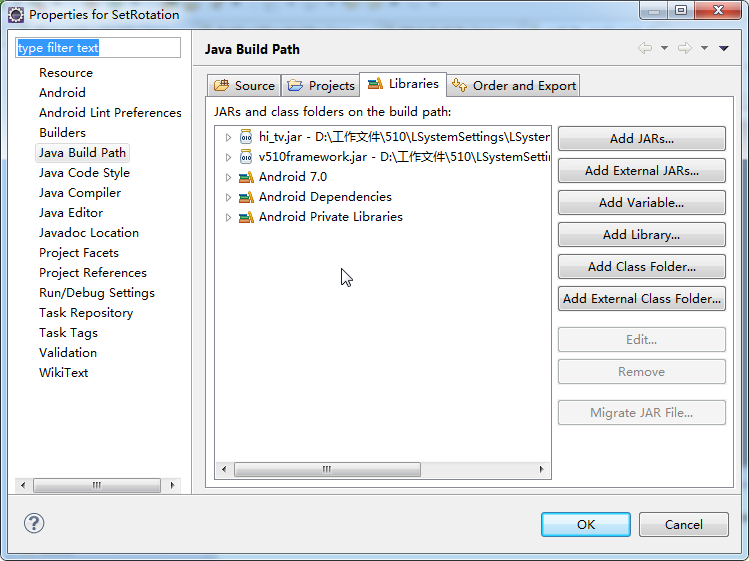 Properties for SetRotation
type filter text
Resource
Android
Android Lint Preferences
Builders
Java Build Path
Java Code Style
Java Compiler
Java Editor
Javadoc Location
Project Facets
Project References
Run/Debug Settings
Task Repository
Task Tags
Validation
WikiText
Java Build Path
Source
Projects
Libraries
Order and Export
JARs and class folders on the build path:
hi_tv.jar - D:\工作文件\510\LSystemSettings\LSystem
v510framework.jar - D:\工作文件\510\LSystemSettin
Android 7.0
Android Dependencies
Android Private Libraries
Add JARs...
Add External JARs...
Add Variable...
Add Library...
Add Class Folder...
Add External Class Folder...
Edit...
Remove
Migrate JAR File...
OK
Cancel